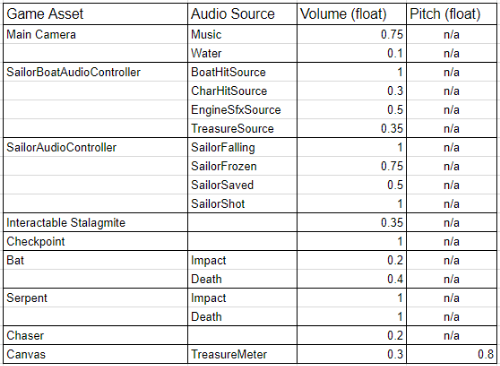 Game Asset Audio Source Volume (float) Pitch (float)
Main Camera Music 0.75 n/a
Water 0.1 n/a
SailorBoatAudioController BoatHitSource 1 n/a
CharHitSource 0.3 n/a
EngineSfxSource 0.5 n/a
TreasureSource 0.35 n/a
SailorAudioController SailorFalling 1 n/a
SailorFrozen 0.75 n/a
SailorSaved 0.5 n/a
SailorShot 1 n/a
Interactable Stalagmite 0.35 n/a
Checkpoint 1 n/a
Bat Impact 0.2 n/a
Death 0.4 n/a
Serpent Impact 1 n/a
Death 1 n/a
Chaser 0.2 n/a
Canvas TreasureMeter 0.3 0.8